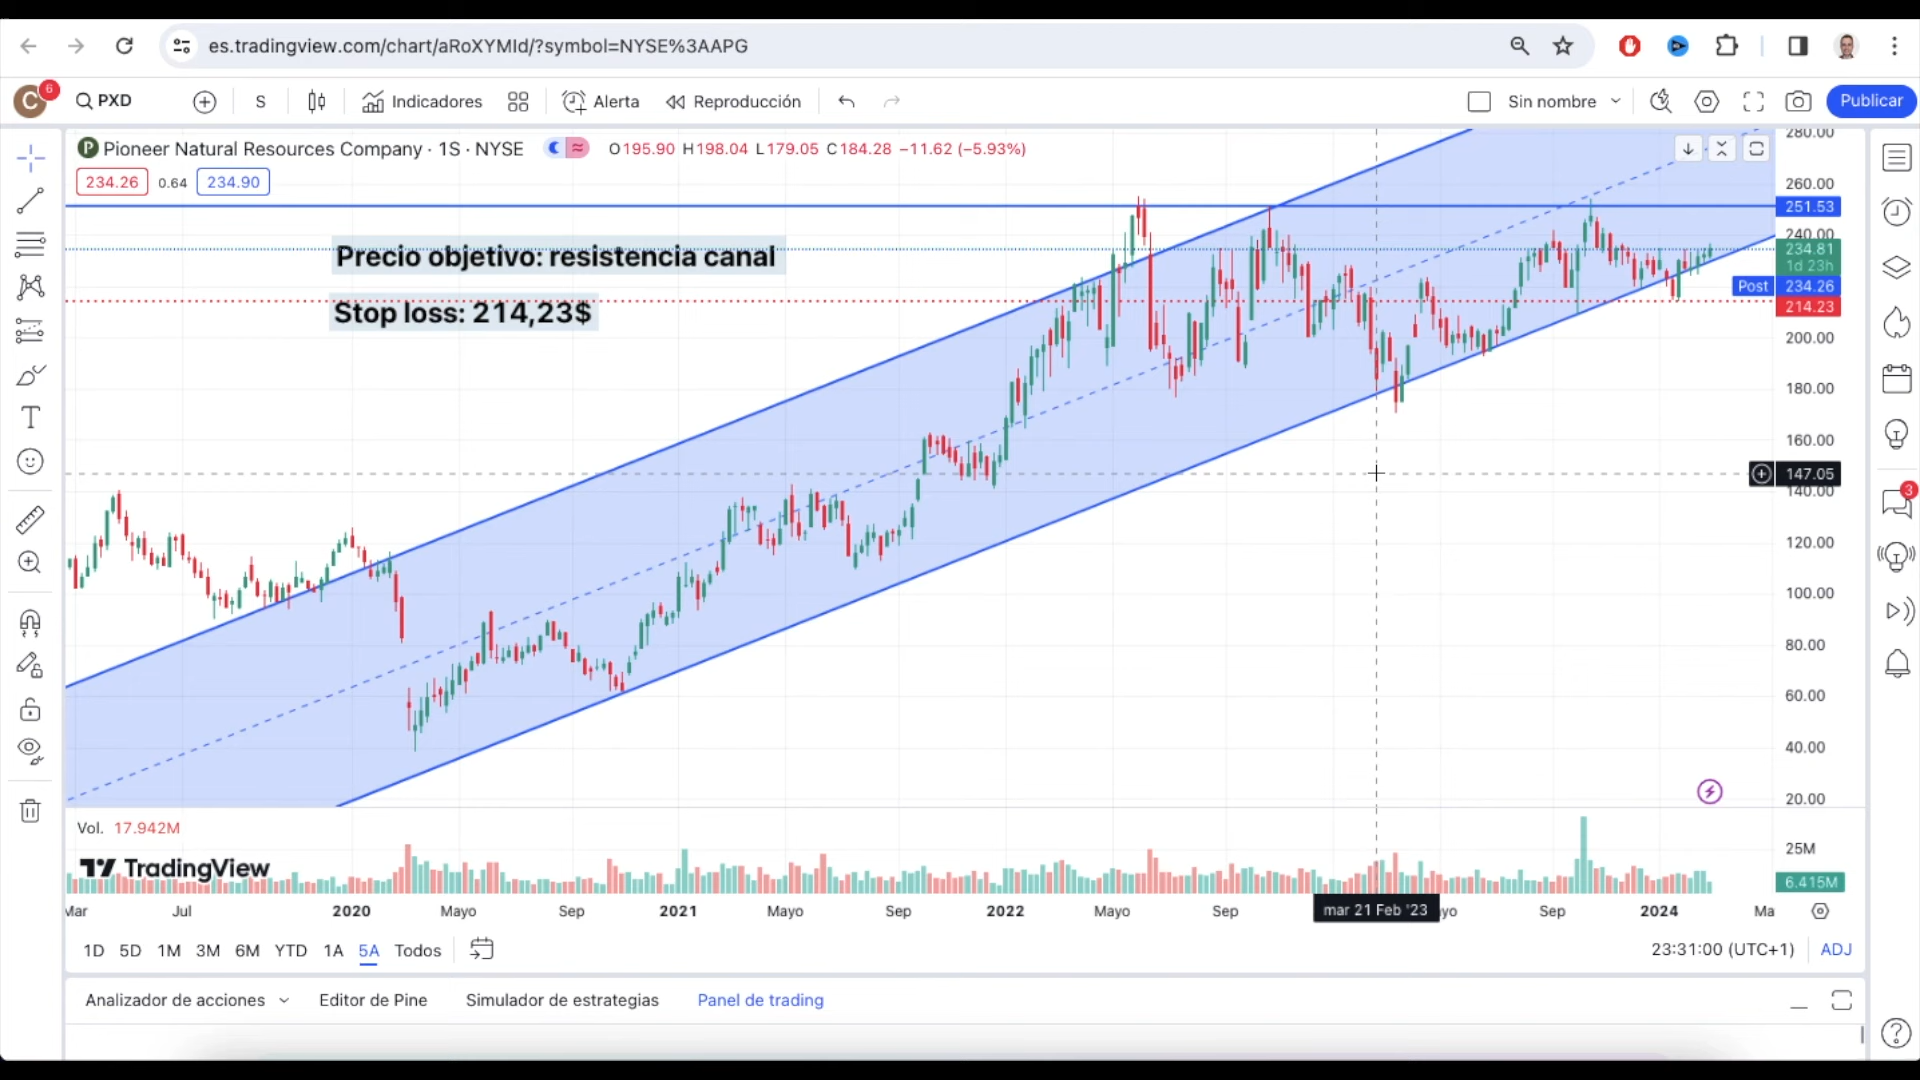 es.tradingview.com/chart/aRoXYMId/?symbol=NYSE%3AAPG
C 6 PXD S Indicadores Alerta Reproducción Sin nombre Publicar
P Pioneer Natural Resources Company · 1S · NYSE O195.90 H198.04 L179.05 C184.28 −11.62 (−5.93%)
234.26 0.64 234.90
Precio objetivo: resistencia canal
Stop loss: 214,23$
280.00
260.00
251.53
240.00
234.81
1d 23h
Post 234.26
214.23
200.00
180.00
160.00
147.05
140.00
120.00
100.00
80.00
60.00
40.00
20.00
3
Vol. 17.942M
25M
TradingView
6.415M
Mar Jul 2020 Mayo Sep 2021 Mayo Sep 2022 Mayo Sep mar 21 Feb '23 yo Sep 2024 Ma
1D 5D 1M 3M 6M YTD 1A 5A Todos 23:31:00 (UTC+1) ADJ
Analizador de acciones Editor de Pine Simulador de estrategias Panel de trading